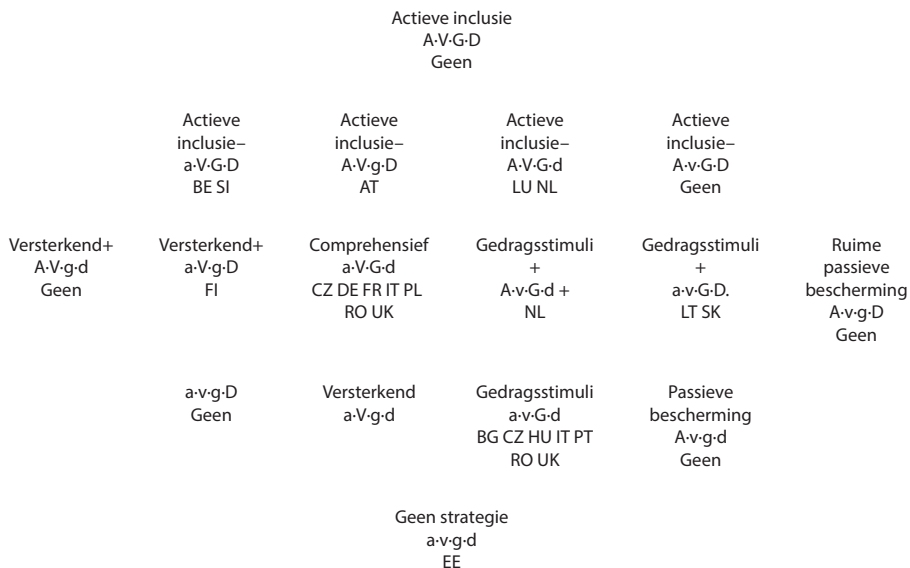 Actieve inclusie
A·V·G·D
Geen
Actieve
inclusie–
a·V·G·D
BE SI
Actieve
inclusie–
A·V·g·D
AT
Actieve
inclusie–
A·V·G·d
LU NL
Actieve
inclusie–
A·v·G·D
Geen
Versterkend+
A·V·g·d
Geen
Versterkend+
a·V·g·D
FI
Comprehensief
a·V·G·d
CZ DE FR IT PL
RO UK
Gedragsstimuli
+
A·v·G·d +
NL
Gedragsstimuli
+
a·v·G·D.
LT SK
Ruime
passieve
bescherming
A·v·g·D
Geen
a·v·g·D
Geen
Versterkend
a·V·g·d
Gedragsstimuli
a·v·G·d
BG CZ HU IT PT
RO UK
Passieve
bescherming
A·v·g·d
Geen
Geen strategie
a·v·g·d
EE